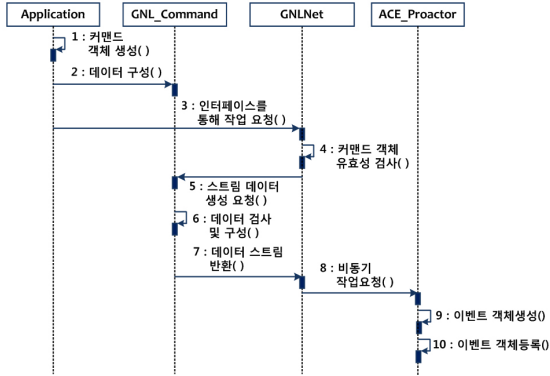 Application
GNL_Command
GNLNet
ACE_Proactor
1 : 커맨드
객체 생성( )
2 : 데이터 구성( )
3 : 인터페이스를
통해 작업 요청( )
4 : 커맨드 객체
유효성 검사( )
5 : 스트림 데이터
생성 요청( )
6 : 데이터 검사
및 구성( )
7 : 데이터 스트림
반환( )
8 : 비동기
작업요청( )
9 : 이벤트 객체생성()
10 : 이벤트 객체등록()